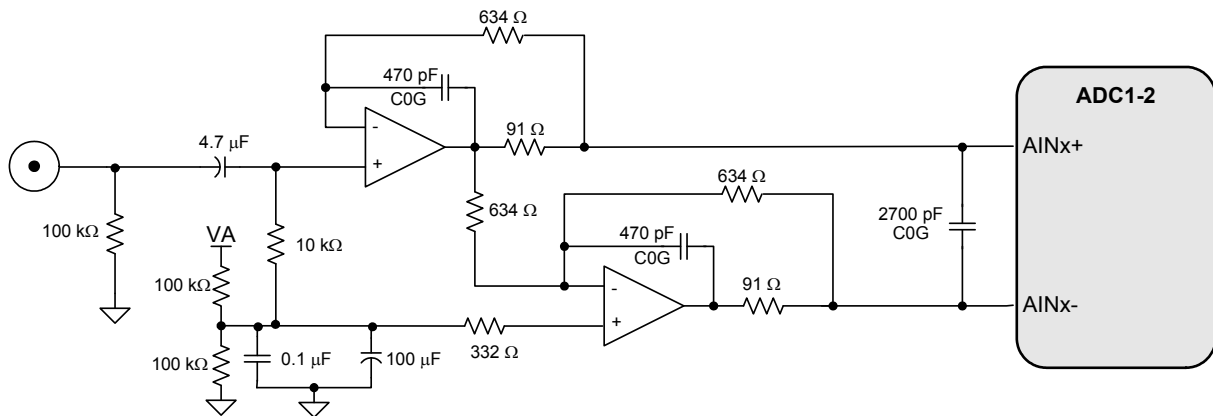 634 Ω
470 pF
C0G
ADC1-2
-
+
91 Ω
4.7 µF
AINx+
634 Ω
634 Ω
100 kΩ
VA
10 kΩ
470 pF
C0G
2700 pF
C0G
100 kΩ
-
+
91 Ω
AINx-
332 Ω
100 kΩ
0.1 µF
100 µF